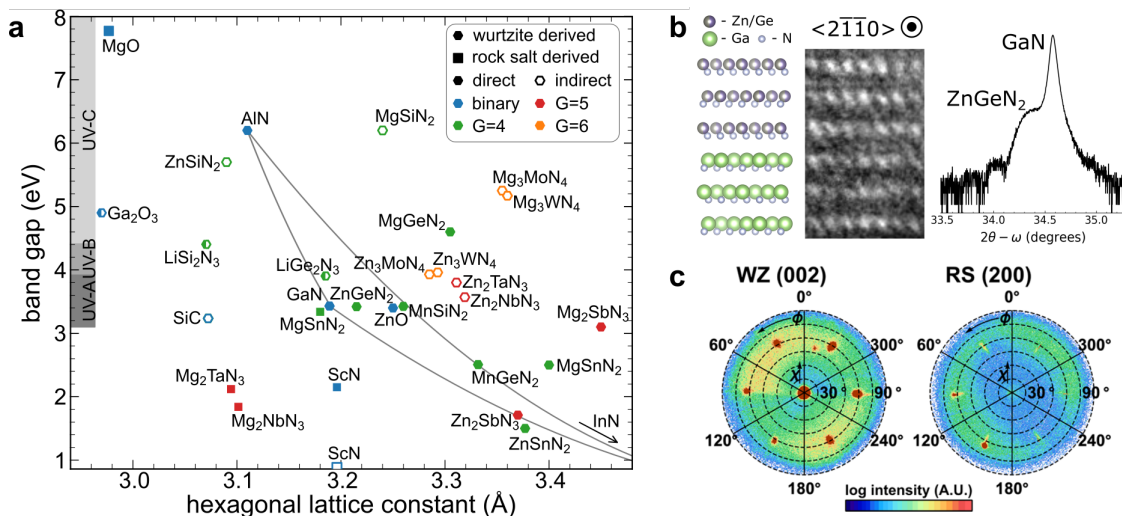 a
MgO
8
7
6
5
4
3
2
1
band gap (eV)
UV-C
UV-B
UV-A
3.0
3.1
3.2
3.3
3.4
hexagonal lattice constant (Å)
wurtzite derived
rock salt derived
direct
indirect
binary
G=5
G=4
G=6
AlN
MgSiN₂
ZnSiN₂
Mg₃MoN₄
Mg₃WN₄
Ga₂O₃
MgGeN₂
LiSi₂N₃
LiGe₂N₃
Zn₃MoN₄
Zn₃WN₄
Zn₂TaN₃
Zn₂NbN₃
GaN
ZnGeN₂
MnSiN₂
ZnO
MgSnN₂
SiC
Mg₂SbN₃
Mg₂TaN₃
ScN
MnGeN₂
MgSnN₂
Mg₂NbN₃
Zn₂SbN₃
InN
ZnSnN₂
ScN
b
- Zn/Ge
- Ga
- N
<2110>
GaN
ZnGeN₂
33.5
34.0
34.5
35.0
2θ − ω (degrees)
c
WZ (002)
RS (200)
0°
ϕ
60°
300°
χ
30°
90°
120°
240°
180°
0°
ϕ
60°
300°
χ
30°
90°
120°
240°
180°
log intensity (A.U.)